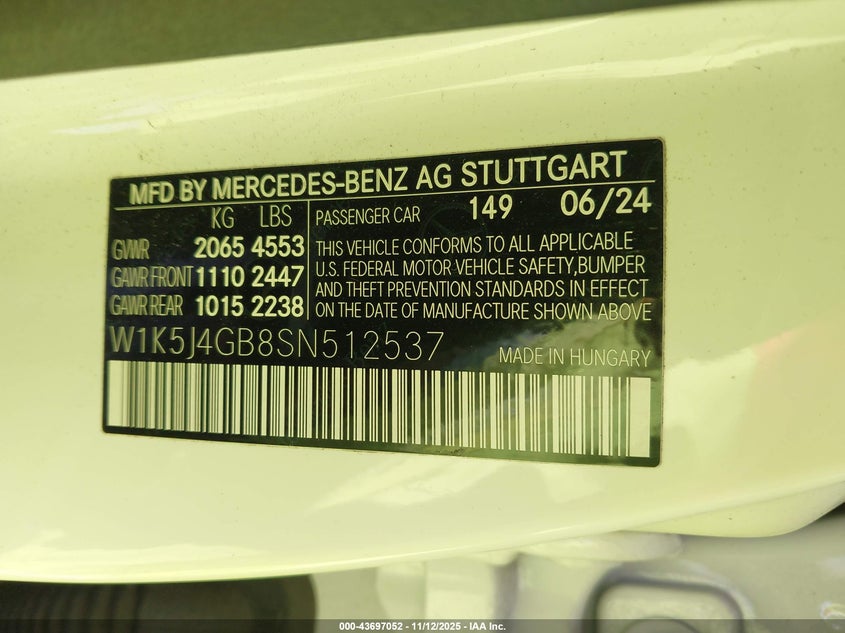 MFD BY MERCEDES-BENZ AG STUTTGART
KG LBS
PASSENGER CAR 149 06/24
GVWR 2065 4553
GAWR FRONT 1110 2447
GAWR REAR 1015 2238
THIS VEHICLE CONFORMS TO ALL APPLICABLE
U.S. FEDERAL MOTOR VEHICLE SAFETY, BUMPER
AND THEFT PREVENTION STANDARDS IN EFFECT
ON THE DATE OF MANUFACTURE SHOWN ABOVE
W1K5J4GB8SN512537
MADE IN HUNGARY
000-43697052 - 11/12/2025 - IAA Inc.